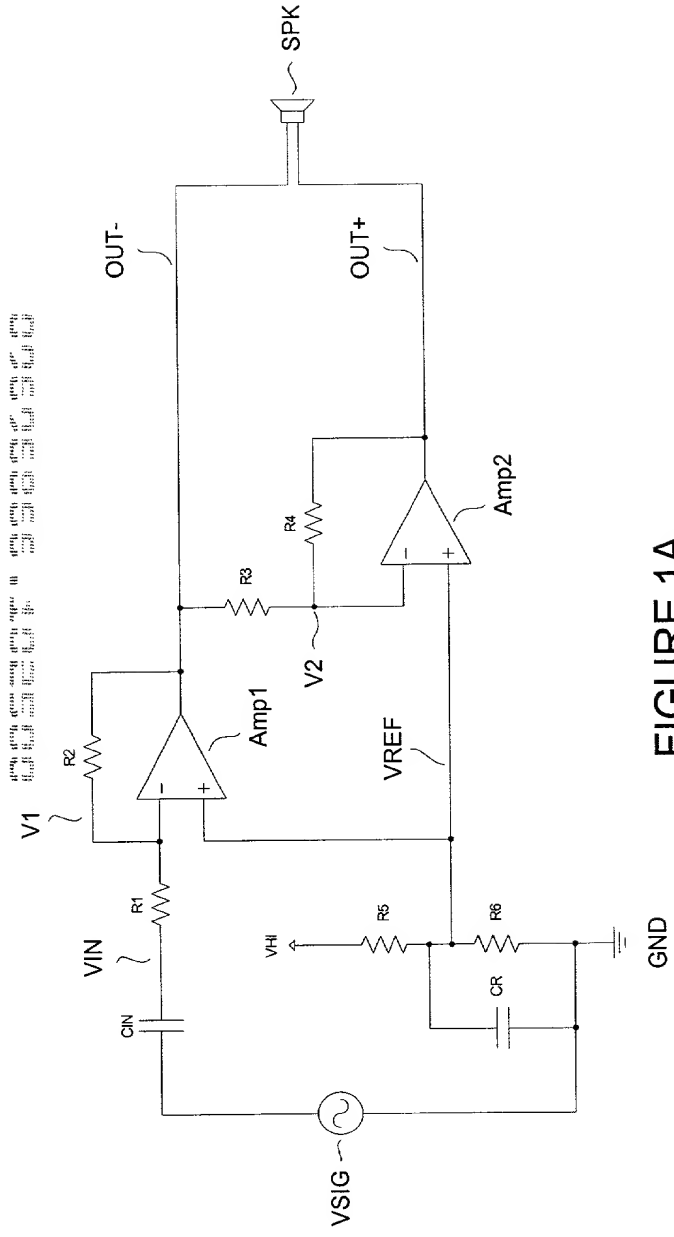 SPK
OUT-
OUT+
R2
V1
Amp1
R3
R4
V2
Amp2
VREF
VIN
R1
CIN
VHI
R5
R6
CR
GND
VSIG
FIGURE 1A